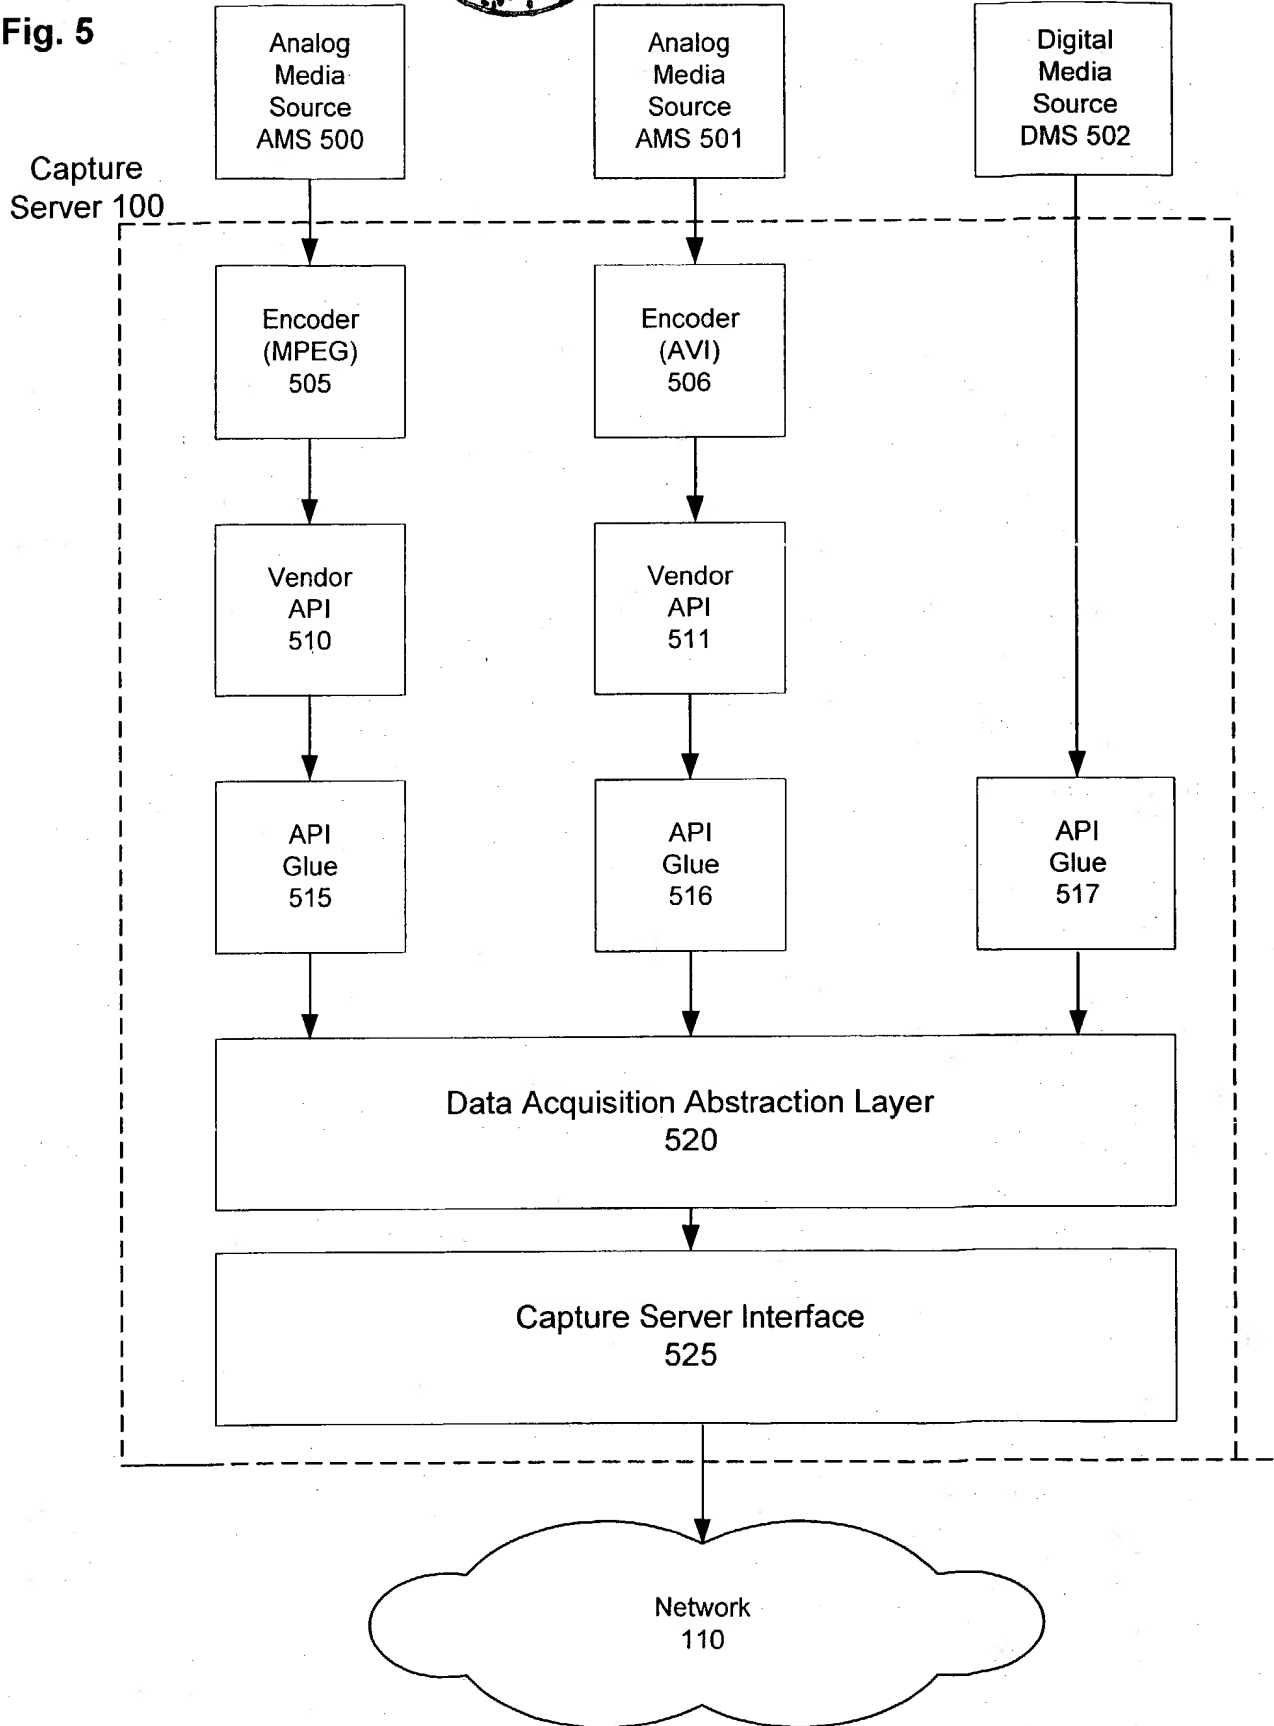 Fig. 5
Analog
Media
Source
AMS 500
Analog
Media
Source
AMS 501
Digital
Media
Source
DMS 502
Capture
Server 100
Encoder
(MPEG)
505
Encoder
(AVI)
506
Vendor
API
510
Vendor
API
511
API
Glue
515
API
Glue
516
API
Glue
517
Data Acquisition Abstraction Layer
520
Capture Server Interface
525
Network
110